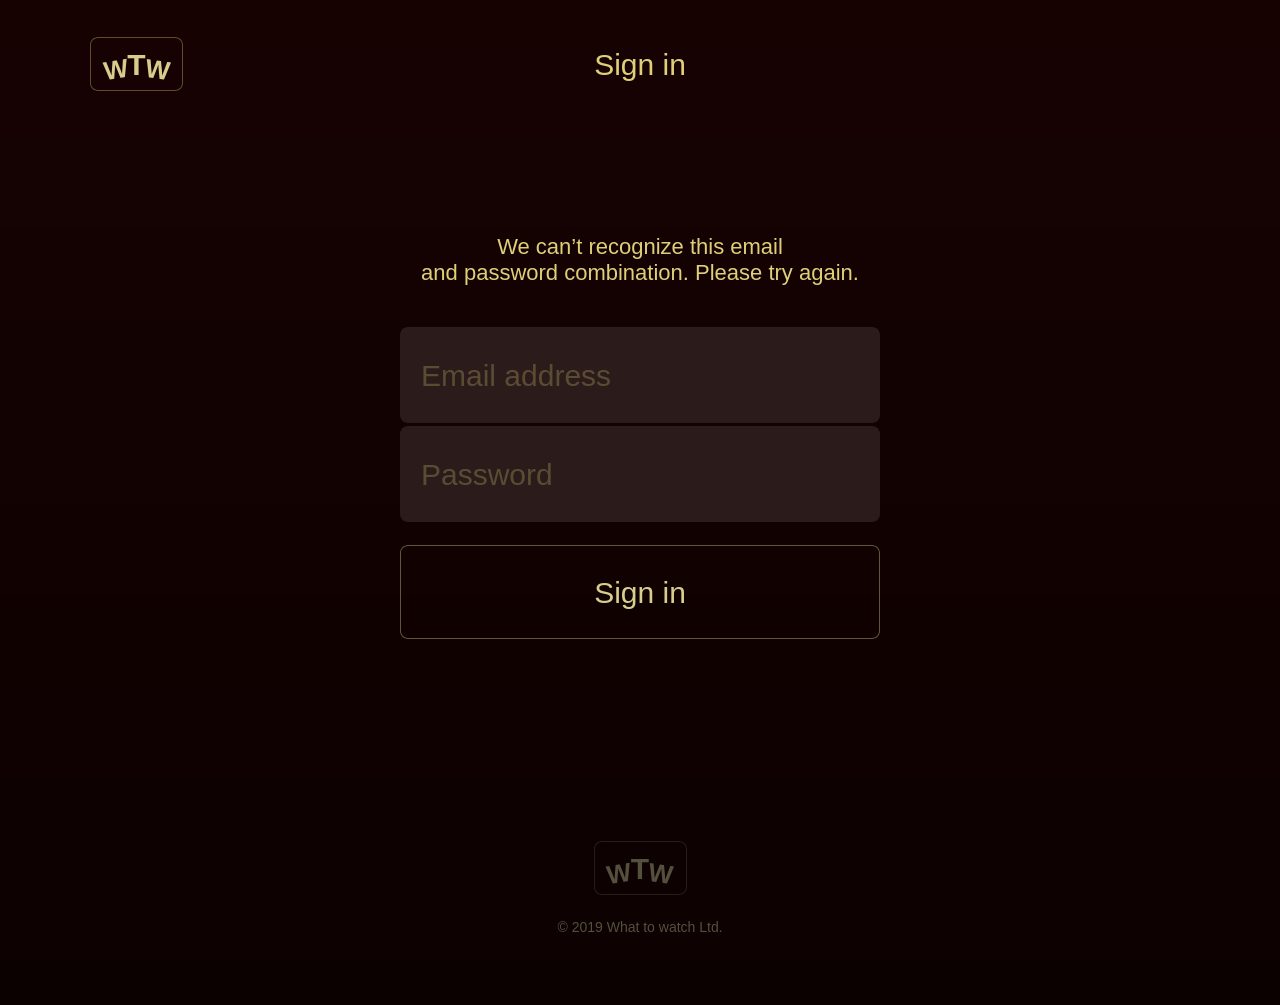 WTW
Sign in
We can’t recognize this email
and password combination. Please try again.
Email address
Password
Sign in
WTW
© 2019 What to watch Ltd.